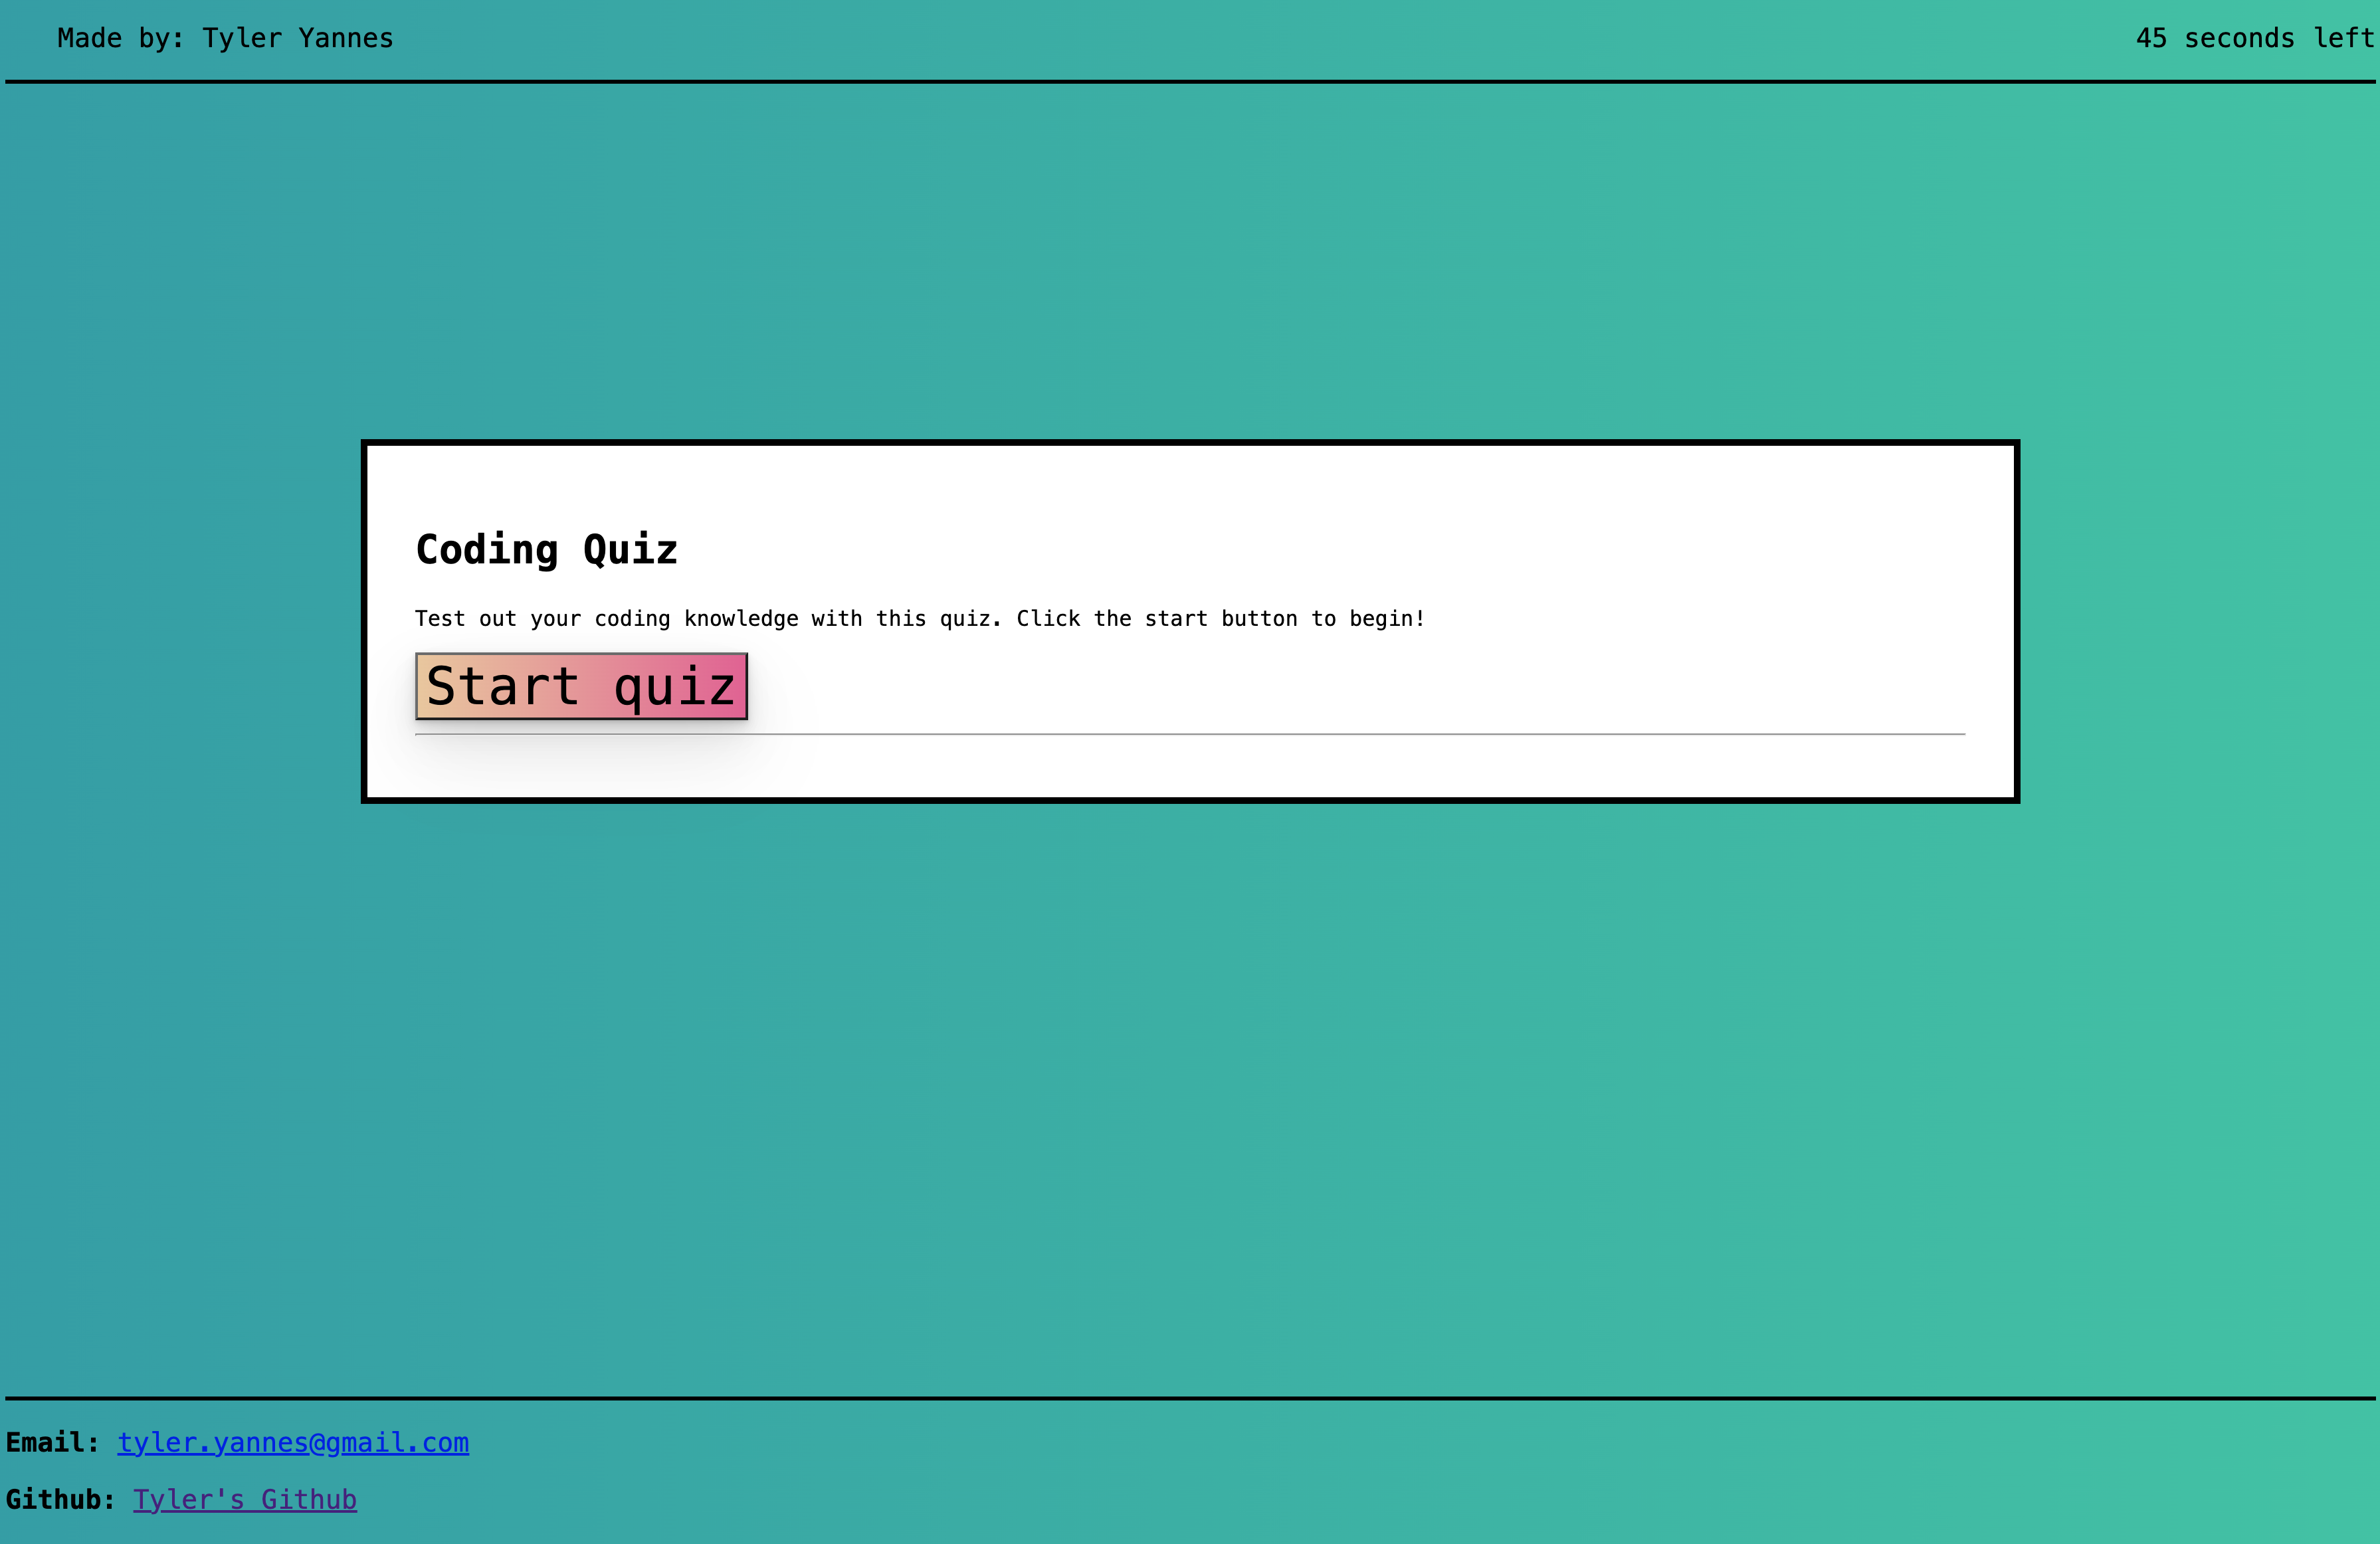 Made by: Tyler Yannes
45 seconds left
Coding Quiz
Test out your coding knowledge with this quiz. Click the start button to begin!
Start quiz
Email: tyler.yannes@gmail.com
Github: Tyler's Github